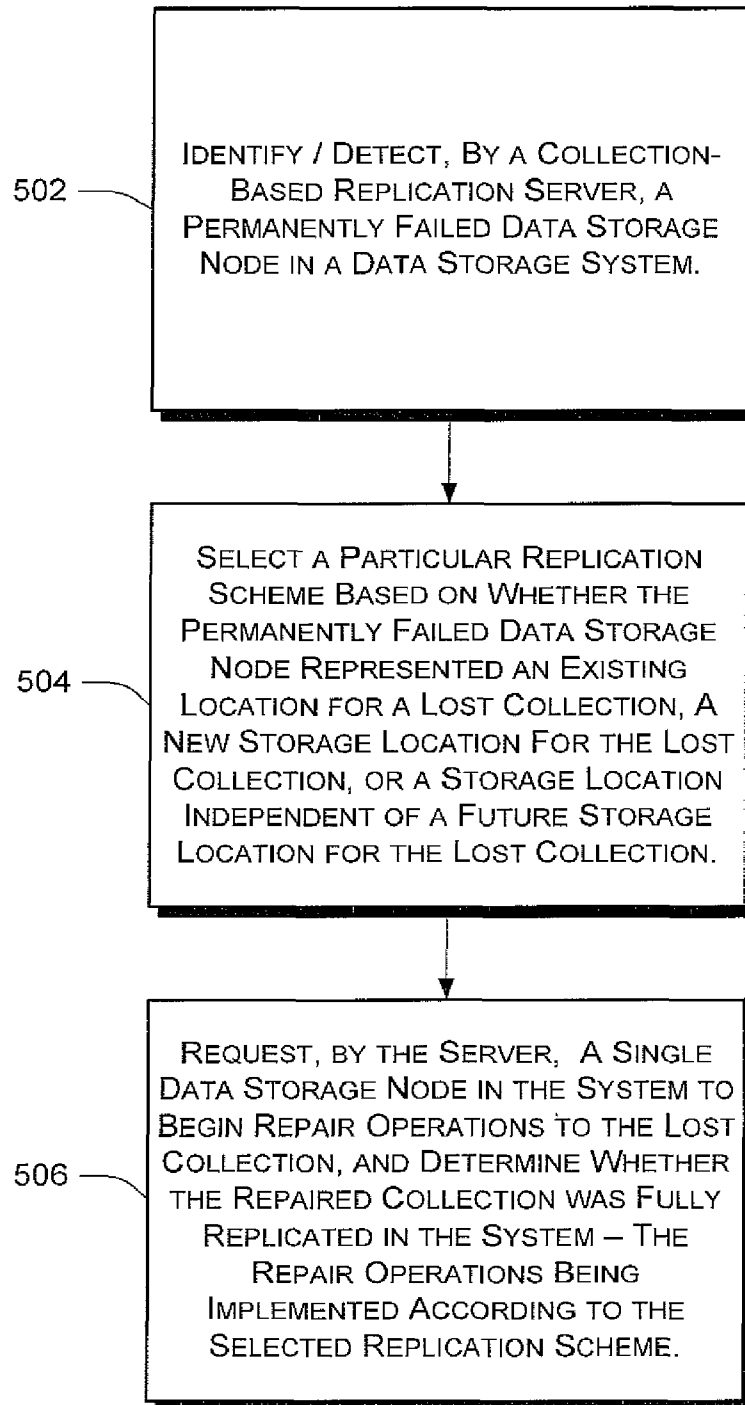 IDENTIFY / DETECT, BY A COLLECTION-
BASED REPLICATION SERVER, A
PERMANENTLY FAILED DATA STORAGE
NODE IN A DATA STORAGE SYSTEM.
502
SELECT A PARTICULAR REPLICATION
SCHEME BASED ON WHETHER THE
PERMANENTLY FAILED DATA STORAGE
NODE REPRESENTED AN EXISTING
LOCATION FOR A LOST COLLECTION, A
NEW STORAGE LOCATION FOR THE LOST
COLLECTION, OR A STORAGE LOCATION
INDEPENDENT OF A FUTURE STORAGE
LOCATION FOR THE LOST COLLECTION.
504
REQUEST, BY THE SERVER, A SINGLE
DATA STORAGE NODE IN THE SYSTEM TO
BEGIN REPAIR OPERATIONS TO THE LOST
COLLECTION, AND DETERMINE WHETHER
THE REPAIRED COLLECTION WAS FULLY
REPLICATED IN THE SYSTEM – THE
REPAIR OPERATIONS BEING
IMPLEMENTED ACCORDING TO THE
SELECTED REPLICATION SCHEME.
506